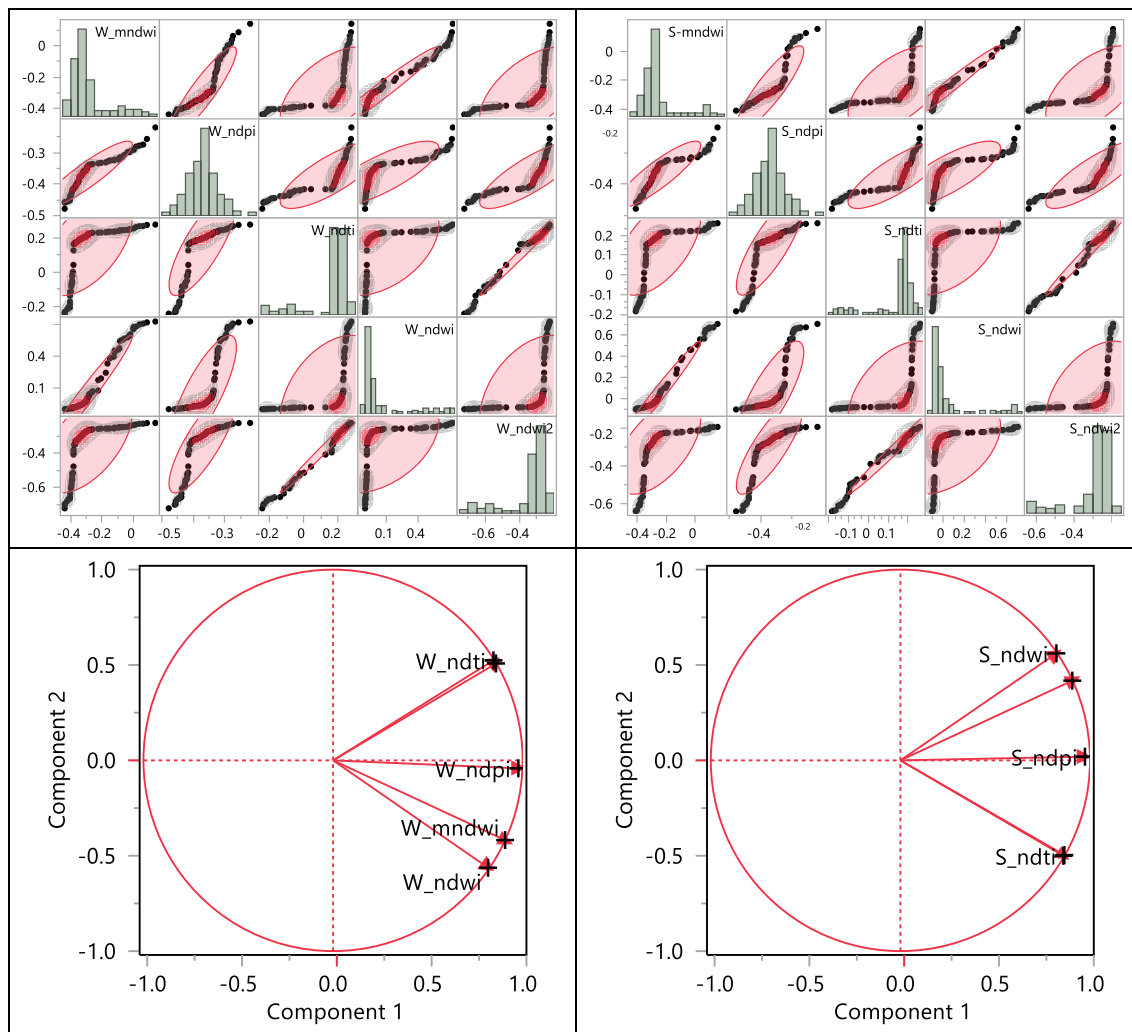 W_mndwi
0
-0.2
-0.4
W_ndpi
-0.3
-0.4
-0.5
W_ndti
0.2
0
-0.2
W_ndwi
0.4
0.1
W_ndwi2
-0.4
-0.6
-0.4 -0.2 0 -0.5 -0.3 -0.2 0 0.2 0.1 0.4 -0.6 -0.4
S-mndwi
0
-0.2
-0.4
S_ndpi
-0.2
-0.4
S_ndti
0.2
0.1
0
-0.1
-0.2
S_ndwi
0.6
0.4
0.2
0
S_ndwi2
-0.2
-0.4
-0.6
-0.4 -0.2 0 -0.4 -0.2 -0.1 0 0.1 0 0.2 0.6 -0.6 -0.4
1.0
0.5
0.0
-0.5
-1.0
Component 2
W_ndti
W_ndpi
W_mndwi
W_ndwi
-1.0 -0.5 0.0 0.5 1.0
Component 1
1.0
0.5
0.0
-0.5
-1.0
Component 2
S_ndwi
S_ndpi
S_ndti
-1.0 -0.5 0.0 0.5 1.0
Component 1